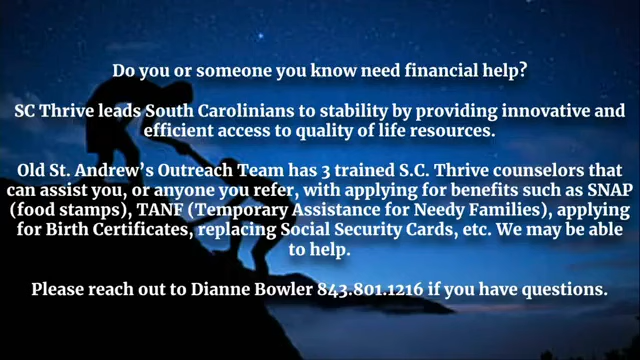 Do you or someone you know need financial help?
SC Thrive leads South Carolinians to stability by providing innovative and
efficient access to quality of life resources.
Old St. Andrew's Outreach Team has 3 trained S.C. Thrive counselors that
can assist you, or anyone you refer, with applying for benefits such as SNAP
(food stamps), TANF (Temporary Assistance for Needy Families), applying
for Birth Certificates, replacing Social Security Cards, etc. We may be able
to help.
Please reach out to Dianne Bowler 843.801.1216 if you have questions.